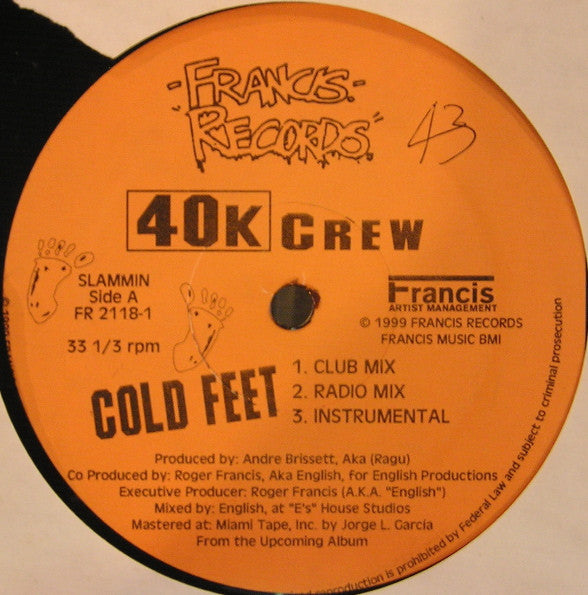 -FRANCIS-
"RECORDS"
43
40K CREW
SLAMMIN
Side A
FR 2118-1
33 1/3 rpm
Francis
ARTIST MANAGEMENT
© 1999 FRANCIS RECORDS
FRANCIS MUSIC BMI
COLD FEET
1. CLUB MIX
2. RADIO MIX
3. INSTRUMENTAL
Produced by: Andre Brissett, Aka (Ragu)
Co Produced by: Roger Francis, Aka English, for English Productions
Executive Producer: Roger Francis (A.K.A. "English")
Mixed by: English, at "E's" House Studios
Mastered at: Miami Tape, Inc. by Jorge L. Garcia
From the Upcoming Album
reproduction is prohibited by Federal Law and subject to criminal prosecution